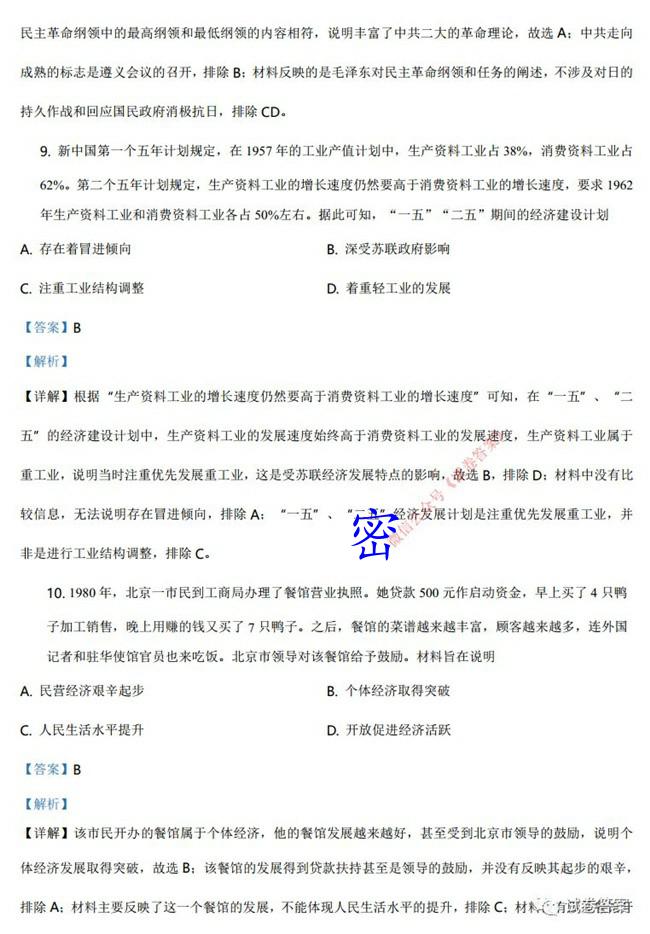 民主革命纲领中的最高纲领和最低纲领的内容相符，说明丰富了中共二大的革命理论，故选 A；中共走向
成熟的标志是遵义会议的召开，排除 B；材料反映的是毛泽东对民主革命纲领和任务的阐述，不涉及对日的
持久作战和回应国民政府消极抗日，排除 CD。
9. 新中国第一个五年计划规定，在 1957 年的工业产值计划中，生产资料工业占 38%，消费资料工业占
62%。第二个五年计划规定，生产资料工业的增长速度仍然要高于消费资料工业的增长速度，要求 1962
年生产资料工业和消费资料工业各占 50%左右。据此可知，“一五”“二五”期间的经济建设计划
A. 存在着冒进倾向 B. 深受苏联政府影响
C. 注重工业结构调整 D. 着重轻工业的发展
【答案】B
【解析】
【详解】根据“生产资料工业的增长速度仍然要高于消费资料工业的增长速度”可知，在“一五”、“二
五”的经济建设计划中，生产资料工业的发展速度始终高于消费资料工业的发展速度，生产资料工业属于
重工业，说明当时注重优先发展重工业，这是受苏联经济发展特点的影响，故选 B，排除 D；材料中没有比
较信息，无法说明存在冒进倾向，排除 A；“一五”、“二五”经济发展计划是注重优先发展重工业，并
非是进行工业结构调整，排除 C。
密
微信公众号《试卷答案》
10. 1980 年，北京一市民到工商局办理了餐馆营业执照。她贷款 500 元作启动资金，早上买了 4 只鸭
子加工销售，晚上用赚的钱又买了 7 只鸭子。之后，餐馆的菜谱越来越丰富，顾客越来越多，连外国
记者和驻华使馆官员也来吃饭。北京市领导对该餐馆给予鼓励。材料旨在说明
A. 民营经济艰辛起步 B. 个体经济取得突破
C. 人民生活水平提升 D. 开放促进经济活跃
【答案】B
【解析】
【详解】该市民开办的餐馆属于个体经济，他的餐馆发展越来越好，甚至受到北京市领导的鼓励，说明个
体经济发展取得突破，故选 B；该餐馆的发展得到贷款扶持甚至是领导的鼓励，并没有反映其起步的艰辛，
排除 A；材料主要反映了这一个餐馆的发展，不能体现人民生活水平的提升，排除 C；材料
试卷答案